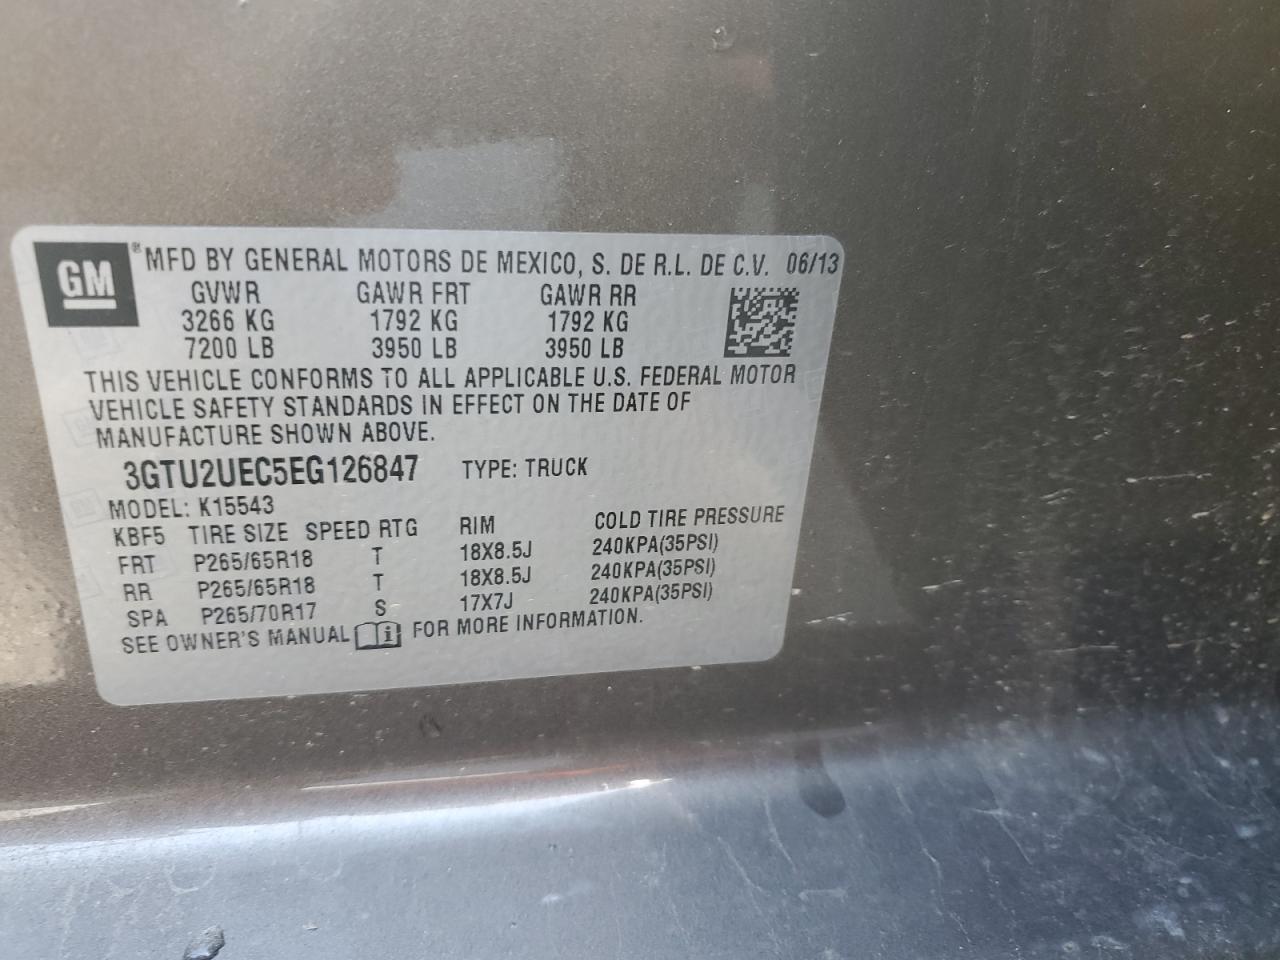 GM
® MFD BY GENERAL MOTORS DE MEXICO, S. DE R.L. DE C.V. 06/13
GVWR GAWR FRT GAWR RR
3266 KG 1792 KG 1792 KG
7200 LB 3950 LB 3950 LB
THIS VEHICLE CONFORMS TO ALL APPLICABLE U.S. FEDERAL MOTOR
VEHICLE SAFETY STANDARDS IN EFFECT ON THE DATE OF
MANUFACTURE SHOWN ABOVE.
3GTU2UEC5EG126847 TYPE: TRUCK
MODEL: K15543
KBF5 TIRE SIZE SPEED RTG RIM COLD TIRE PRESSURE
FRT P265/65R18 T 18X8.5J 240KPA(35PSI)
RR P265/65R18 T 18X8.5J 240KPA(35PSI)
SPA P265/70R17 S 17X7J 240KPA(35PSI)
SEE OWNER'S MANUAL i FOR MORE INFORMATION.